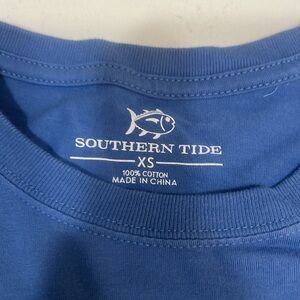 SOUTHERN TIDE
XS
100% COTTON
MADE IN CHINA